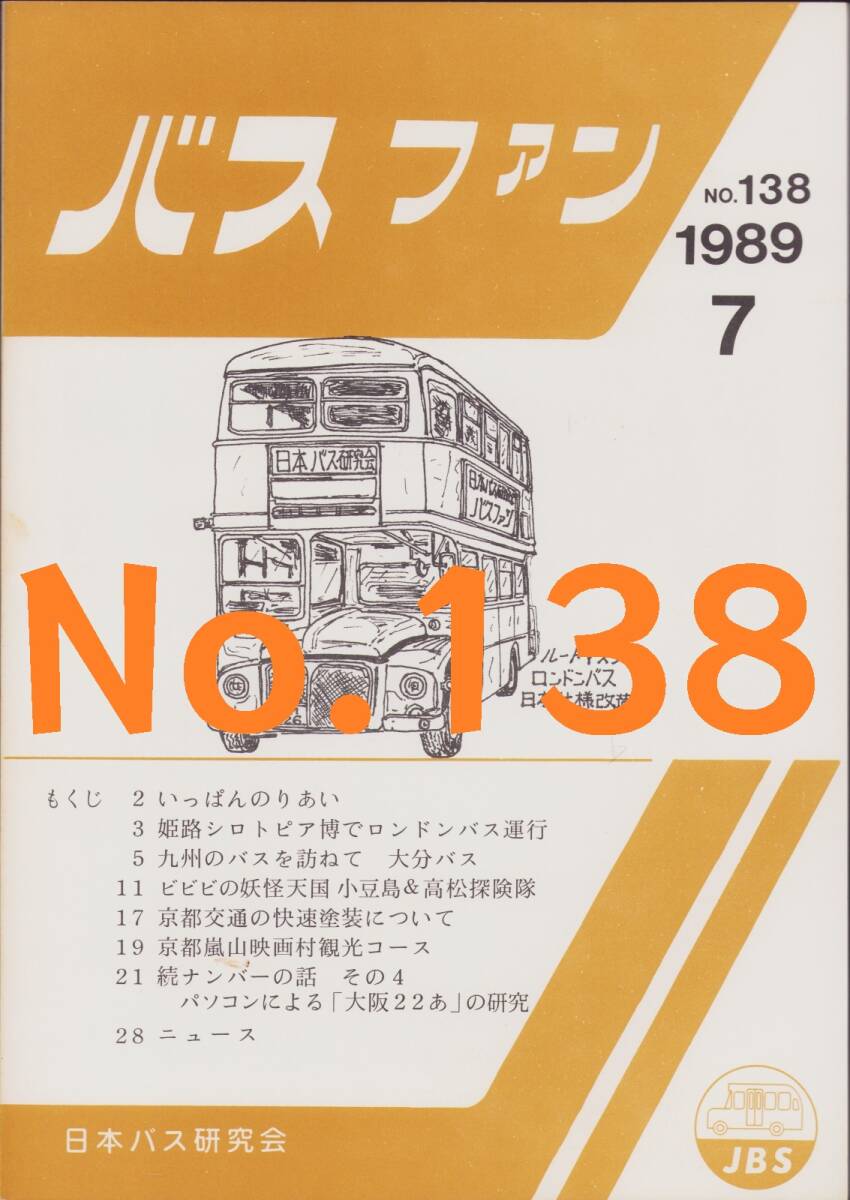 バスファン
NO.138
1989
7
日本バス研究会
日本バス研究会
バスファン
No.138
ロンドンバス
もくじ 2 いっぱんのりあい
3 姫路シロトピア博でロンドンバス運行
5 九州のバスを訪ねて 大分バス
11 ビビビの妖怪天国 小豆島&高松探険隊
17 京都交通の快速塗装について
19 京都嵐山映画村観光コース
21 続ナンバーの話 その4
パソコンによる「大阪22あ」の研究
28 ニュース
日本バス研究会
JBS